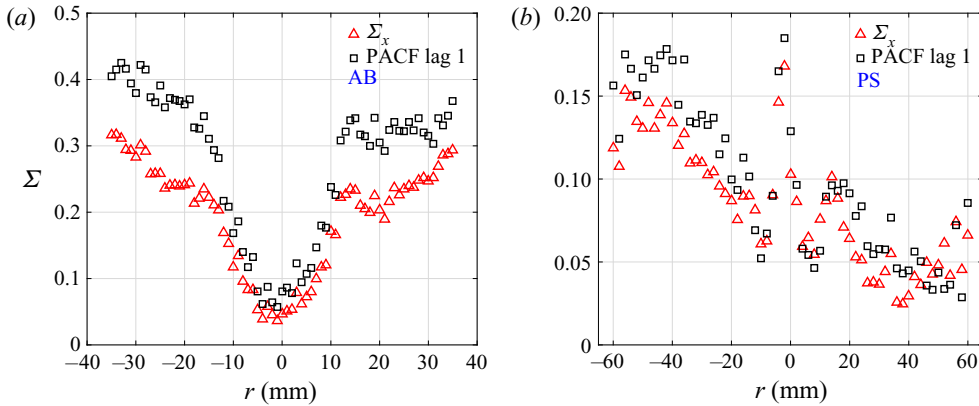 (a)
0.5
0.4
0.3
0.2
0.1
0
Σ
Σx
PACF lag 1
AB
–40 –30 –20 –10 0 10 20 30 40
r (mm)
(b)
0.20
0.15
0.10
0.05
0
Σx
PACF lag 1
PS
–60 –40 –20 0 20 40 60
r (mm)